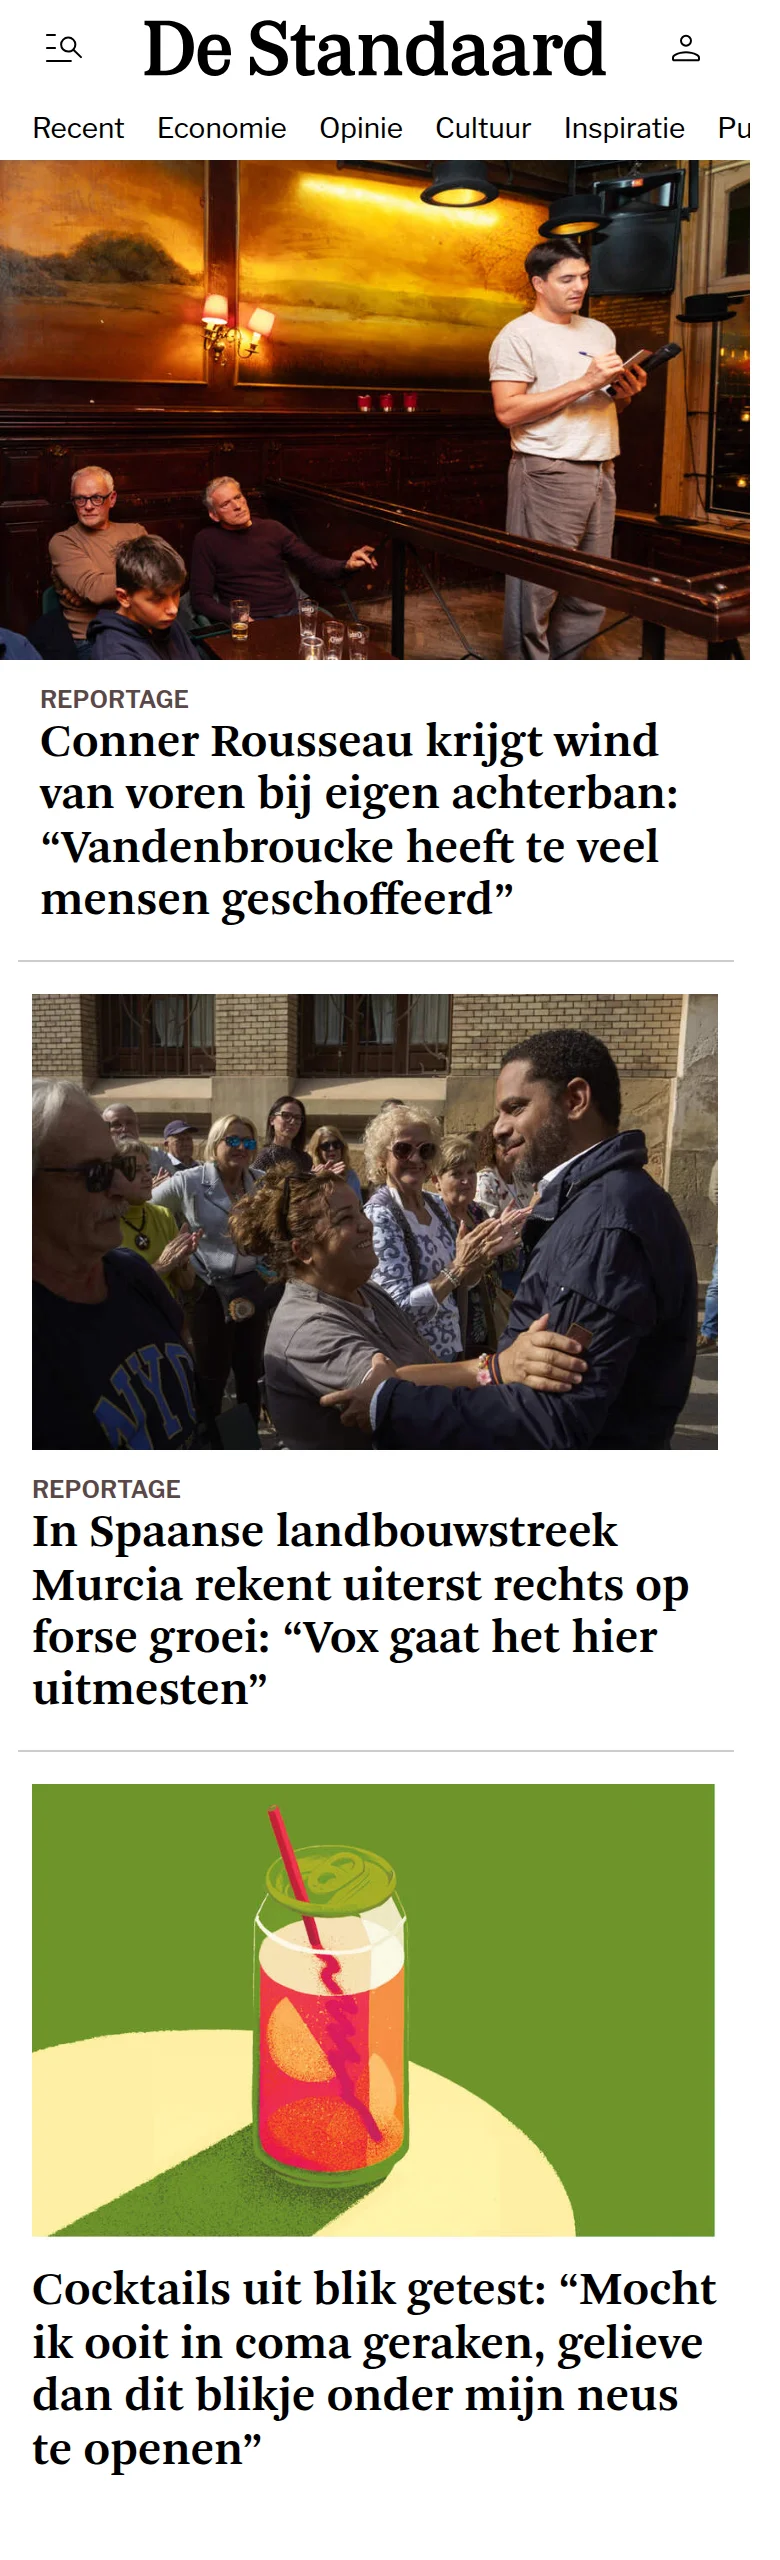 De Standaard
Recent Economie Opinie Cultuur Inspiratie Pu
REPORTAGE
Conner Rousseau krijgt wind
van voren bij eigen achterban:
“Vandenbroucke heeft te veel
mensen geschoffeerd”
NYC
REPORTAGE
In Spaanse landbouwstreek
Murcia rekent uiterst rechts op
forse groei: “Vox gaat het hier
uitmesten”
Cocktails uit blik getest: “Mocht
ik ooit in coma geraken, gelieve
dan dit blikje onder mijn neus
te openen”